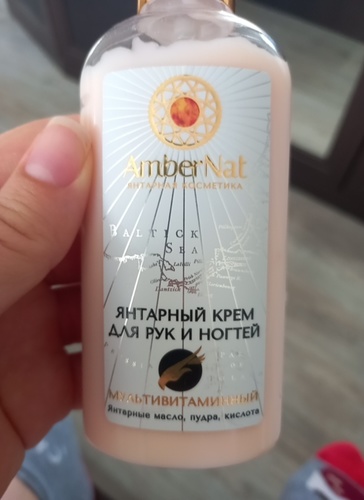 AmberNat
ЯНТАРНАЯ КОСМЕТИКА
BALTICK
SEA
ЯНТАРНЫЙ КРЕМ
ДЛЯ РУК И НОГТЕЙ
МУЛЬТИВИТАМИННЫЙ
Янтарные масло, пудра, кислота